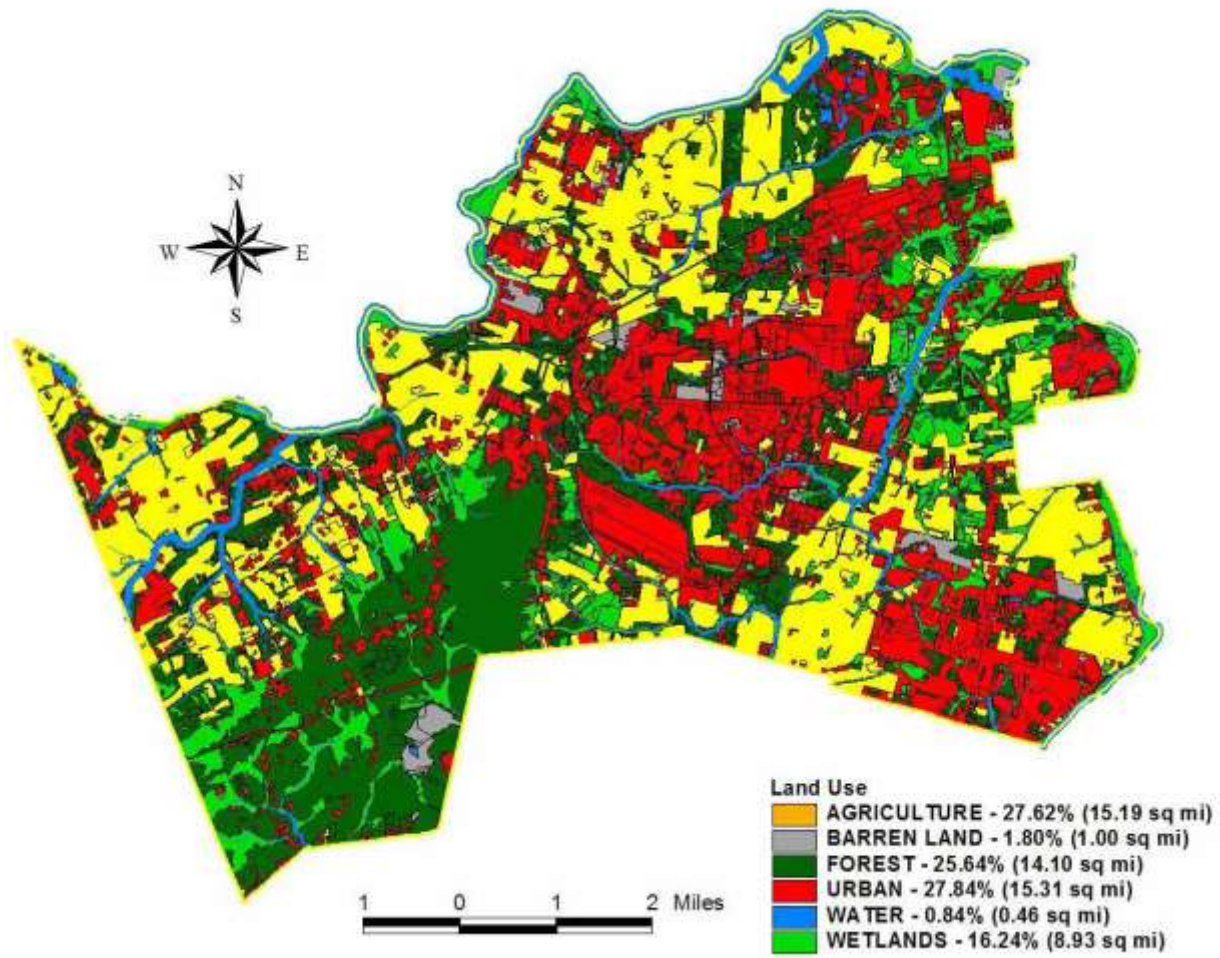 N
W E
S
Land Use
AGRICULTURE - 27.62% (15.19 sq mi)
BARREN LAND - 1.80% (1.00 sq mi)
FOREST - 25.64% (14.10 sq mi)
URBAN - 27.84% (15.31 sq mi)
WATER - 0.84% (0.46 sq mi)
WETLANDS - 16.24% (8.93 sq mi)
1 0 1 2 Miles